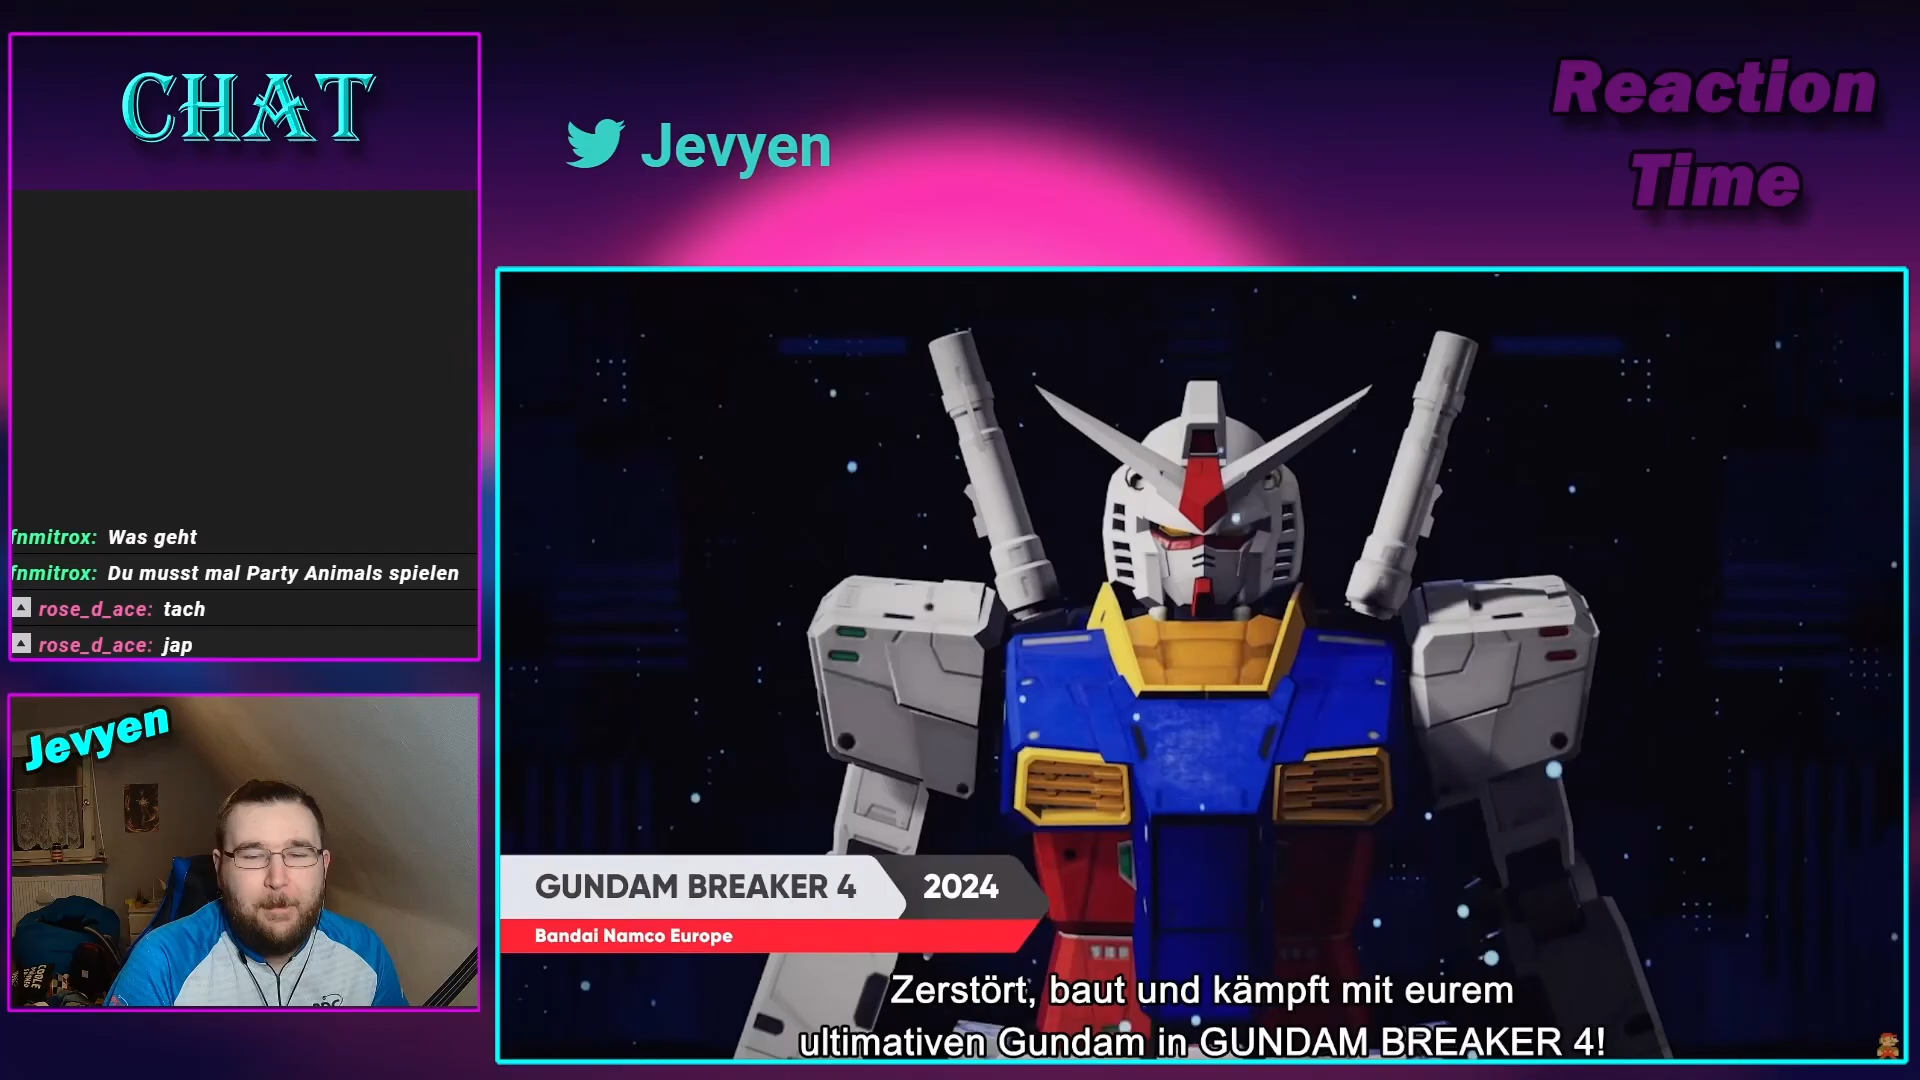 CHAT
Jevyen
Reaction
Time
fnmitrox: Was geht
fnmitrox: Du musst mal Party Animals spielen
rose_d_ace: tach
rose_d_ace: jap
Jevyen
GUNDAM BREAKER 4
2024
Bandai Namco Europe
Zerstört, baut und kämpft mit eurem
ultimativen Gundam in GUNDAM BREAKER 4!